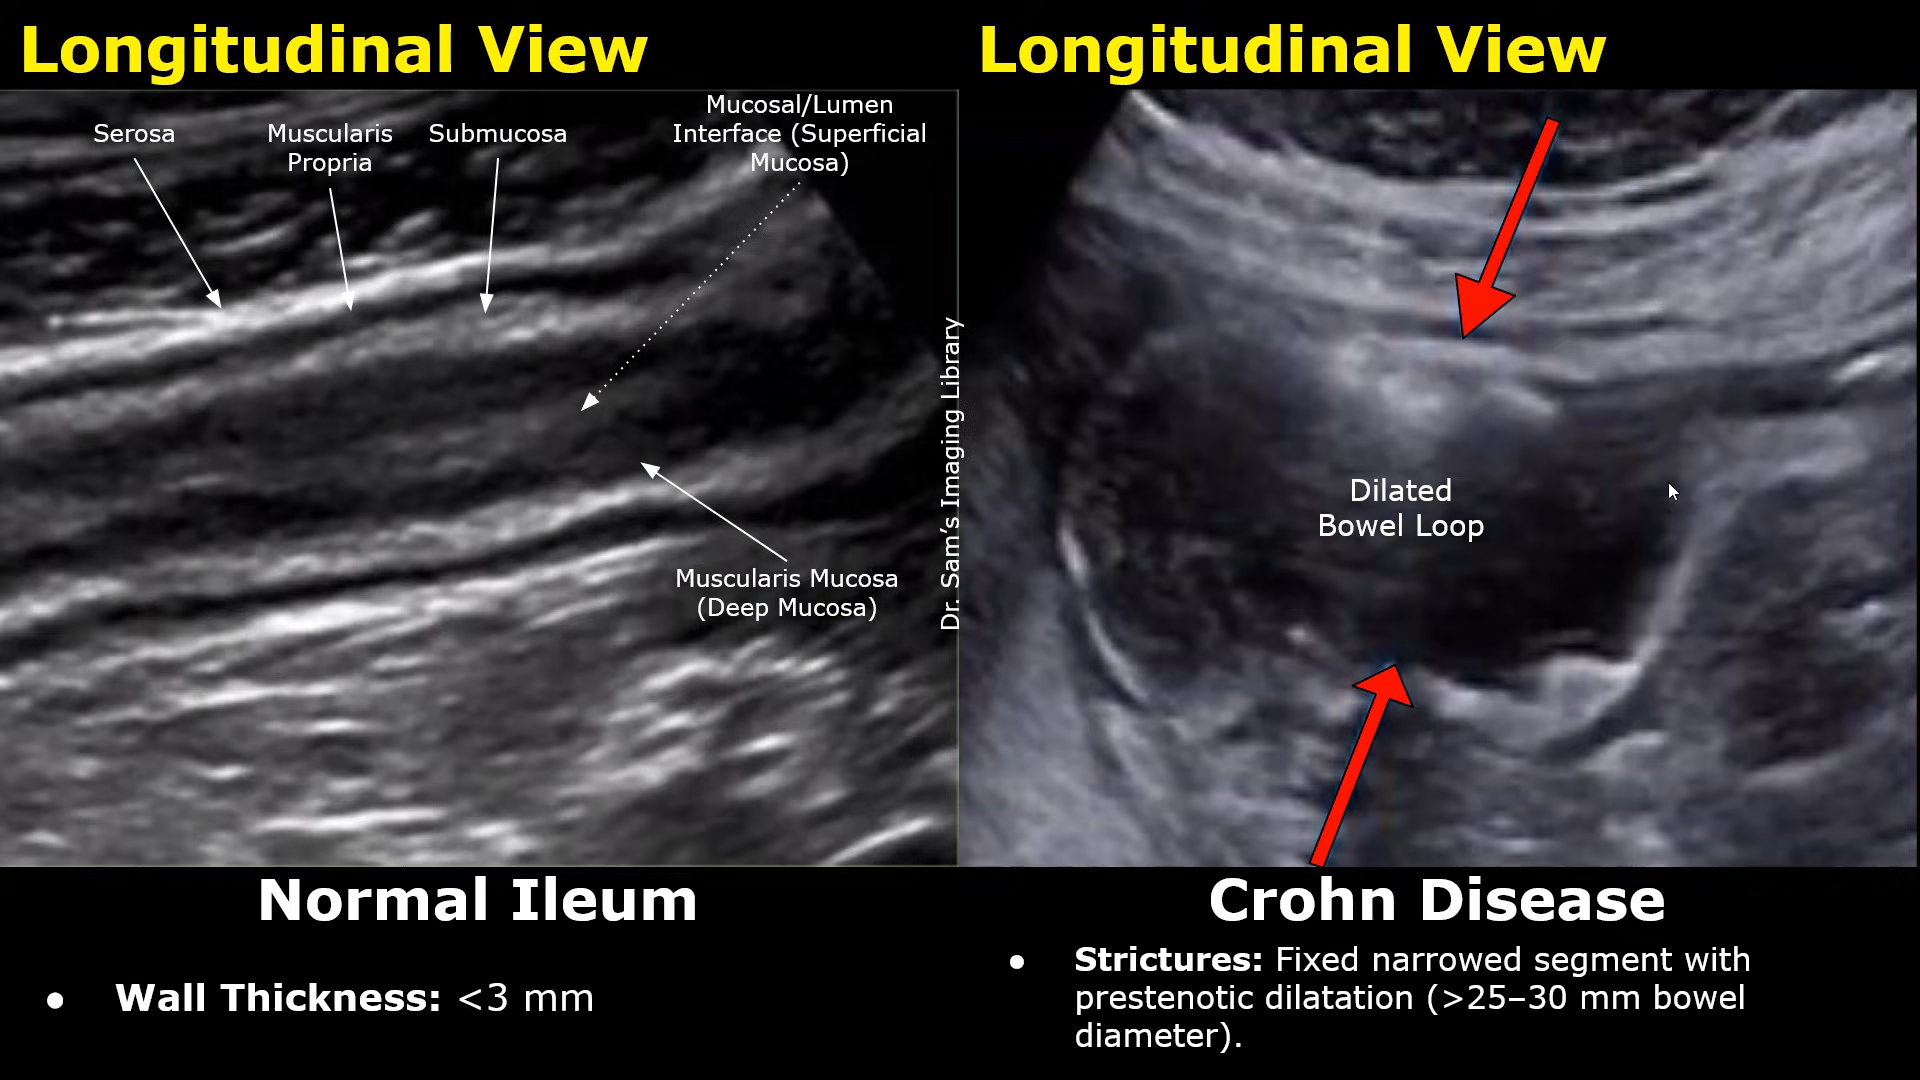 Longitudinal View
Serosa
Muscularis
Propria
Submucosa
Mucosal/Lumen
Interface (Superficial
Mucosa)
Muscularis Mucosa
(Deep Mucosa)
Dr. Sam’s Imaging Library
Normal Ileum
● Wall Thickness: <3 mm
Longitudinal View
Dilated
Bowel Loop
Crohn Disease
● Strictures: Fixed narrowed segment with
prestenotic dilatation (>25–30 mm bowel
diameter).